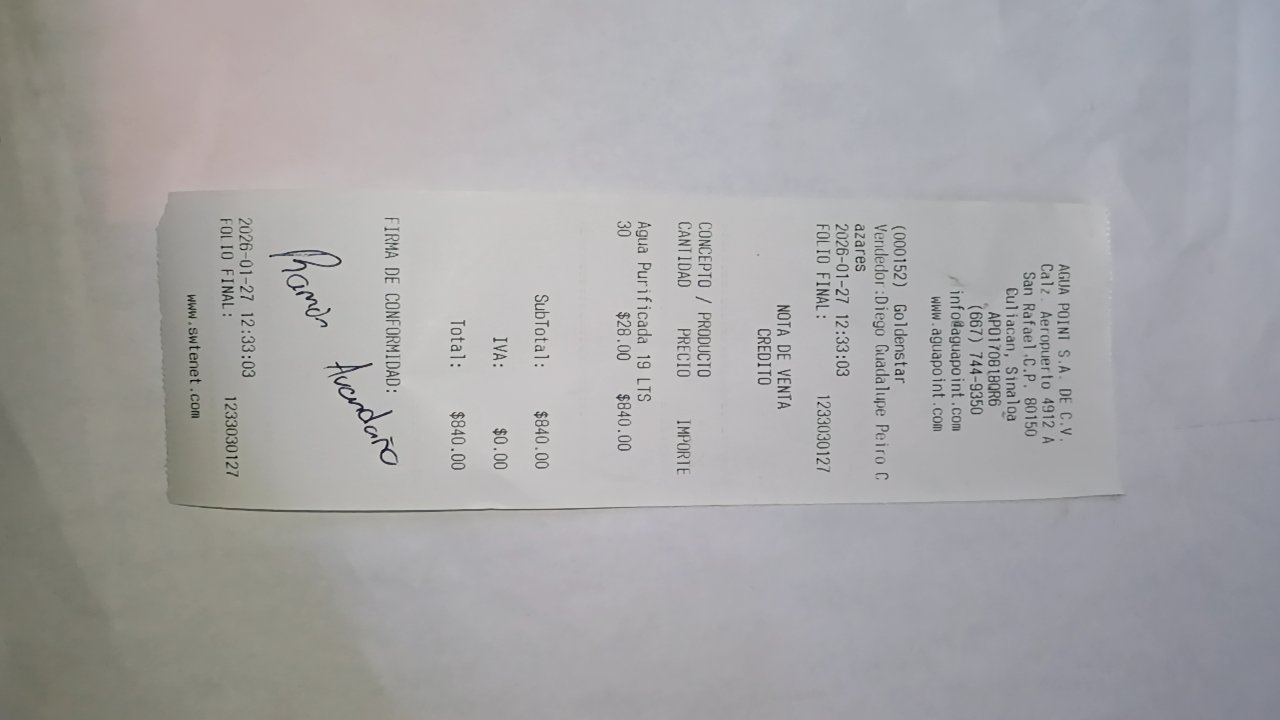 AGUA POINT S.A. DE C.V.
Calz. Aeropuerto 4912 A
San Rafael.C.P. 80150
Culiacan, Sinaloa
APO170818QR6
(667) 744-9350
info@aguapoint.com
www.aguapoint.com
(000152) Goldenstar
Vendedor:Diego Guadalupe Peiro C
azares
2026-01-27 12:33:03
FOLIO FINAL: 1233030127
NOTA DE VENTA
CREDITO
CONCEPTO / PRODUCTO
CANTIDAD PRECIO IMPORTE
Agua Purificada 19 LTS
30 $28.00 $840.00
SubTotal: $840.00
IVA: $0.00
Total: $840.00
FIRMA DE CONFORMIDAD:
Ramón Avendaño
2026-01-27 12:33:03
FOLIO FINAL: 1233030127
www.swtenet.com